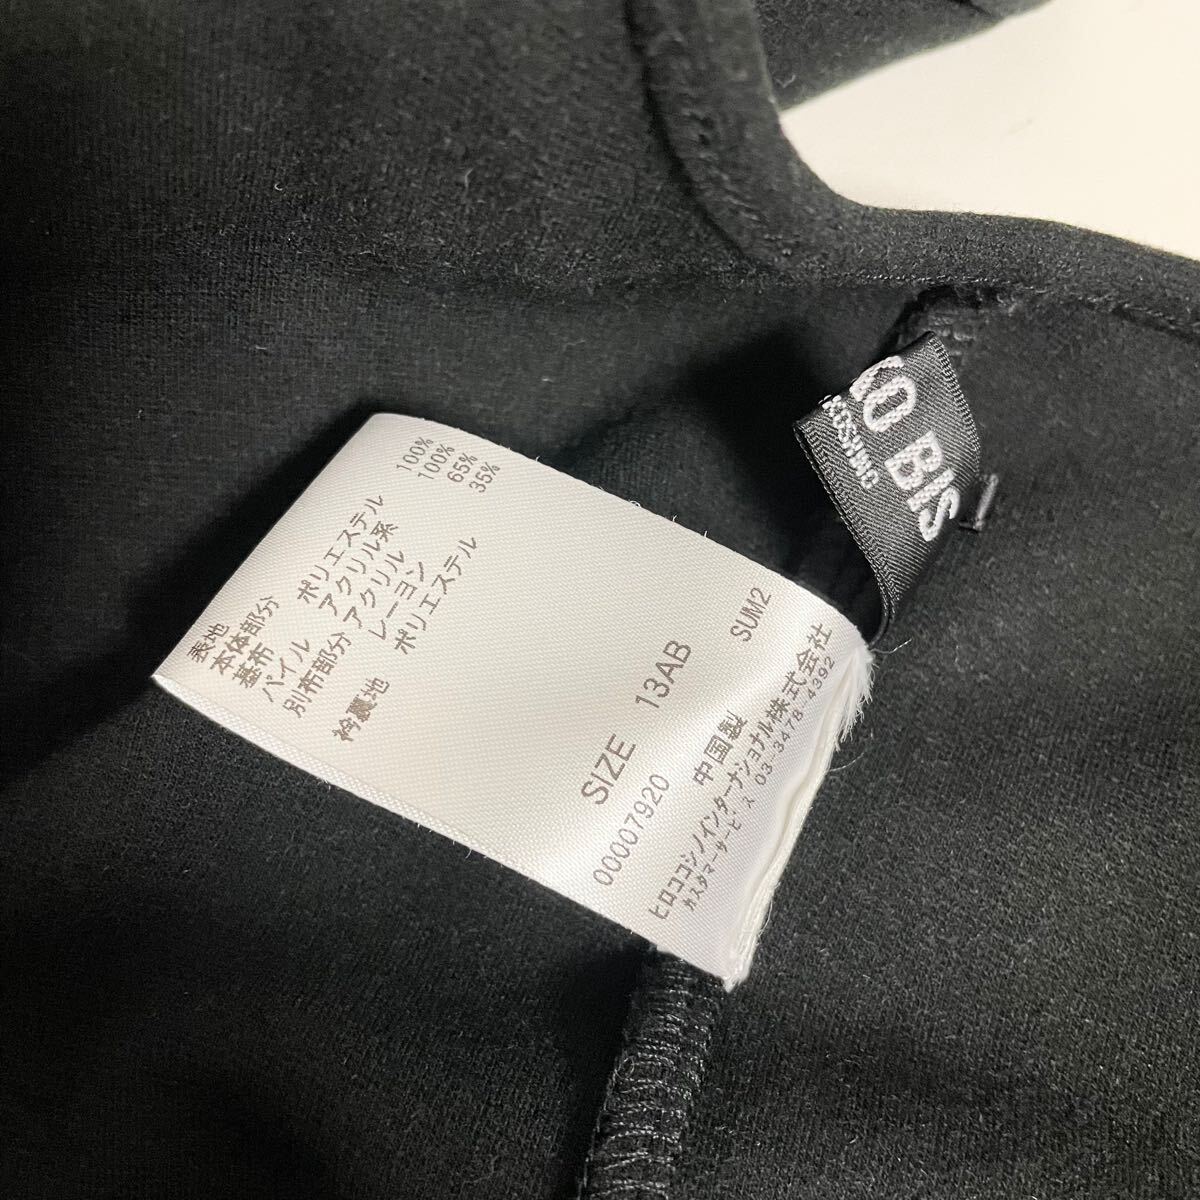 表地
本体部分
基布 ポリエステル 100%
パイル アクリル系 100%
別布部分 アクリル 65%
レーヨン 35%
衿裏地 ポリエステル
SIZE 13AB SUM2
00007920 中国製
ヒロココシノインターナショナル株式会社
カスタマーサービス 03-3478-4392
KO BIS
KOSHINO